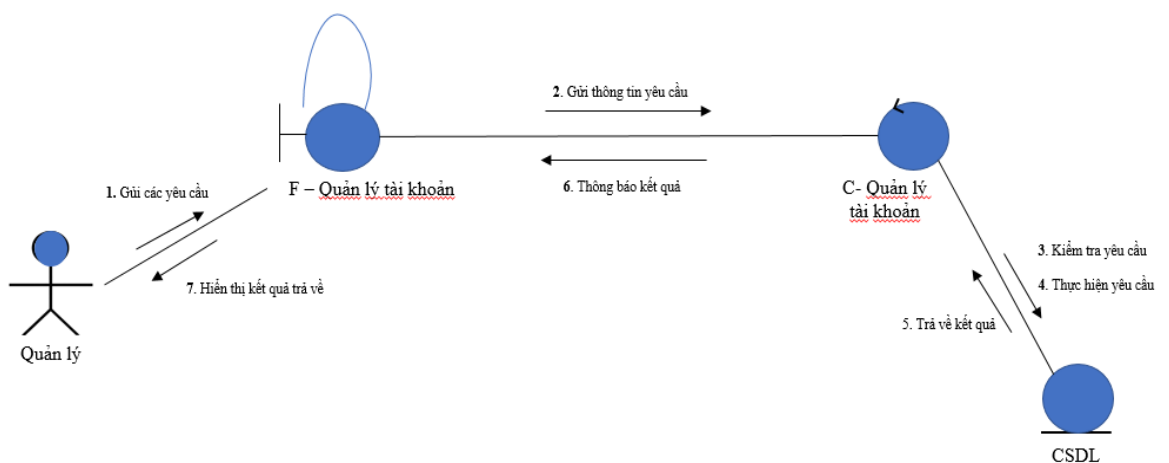 2. Gửi thông tin yêu cầu
6. Thông báo kết quả
F – Quản lý tài khoản
C- Quản lý
tài khoản
1. Gửi các yêu cầu
7. Hiển thị kết quả trả về
3. Kiểm tra yêu cầu
4. Thực hiện yêu cầu
5. Trả về kết quả
Quản lý
CSDL